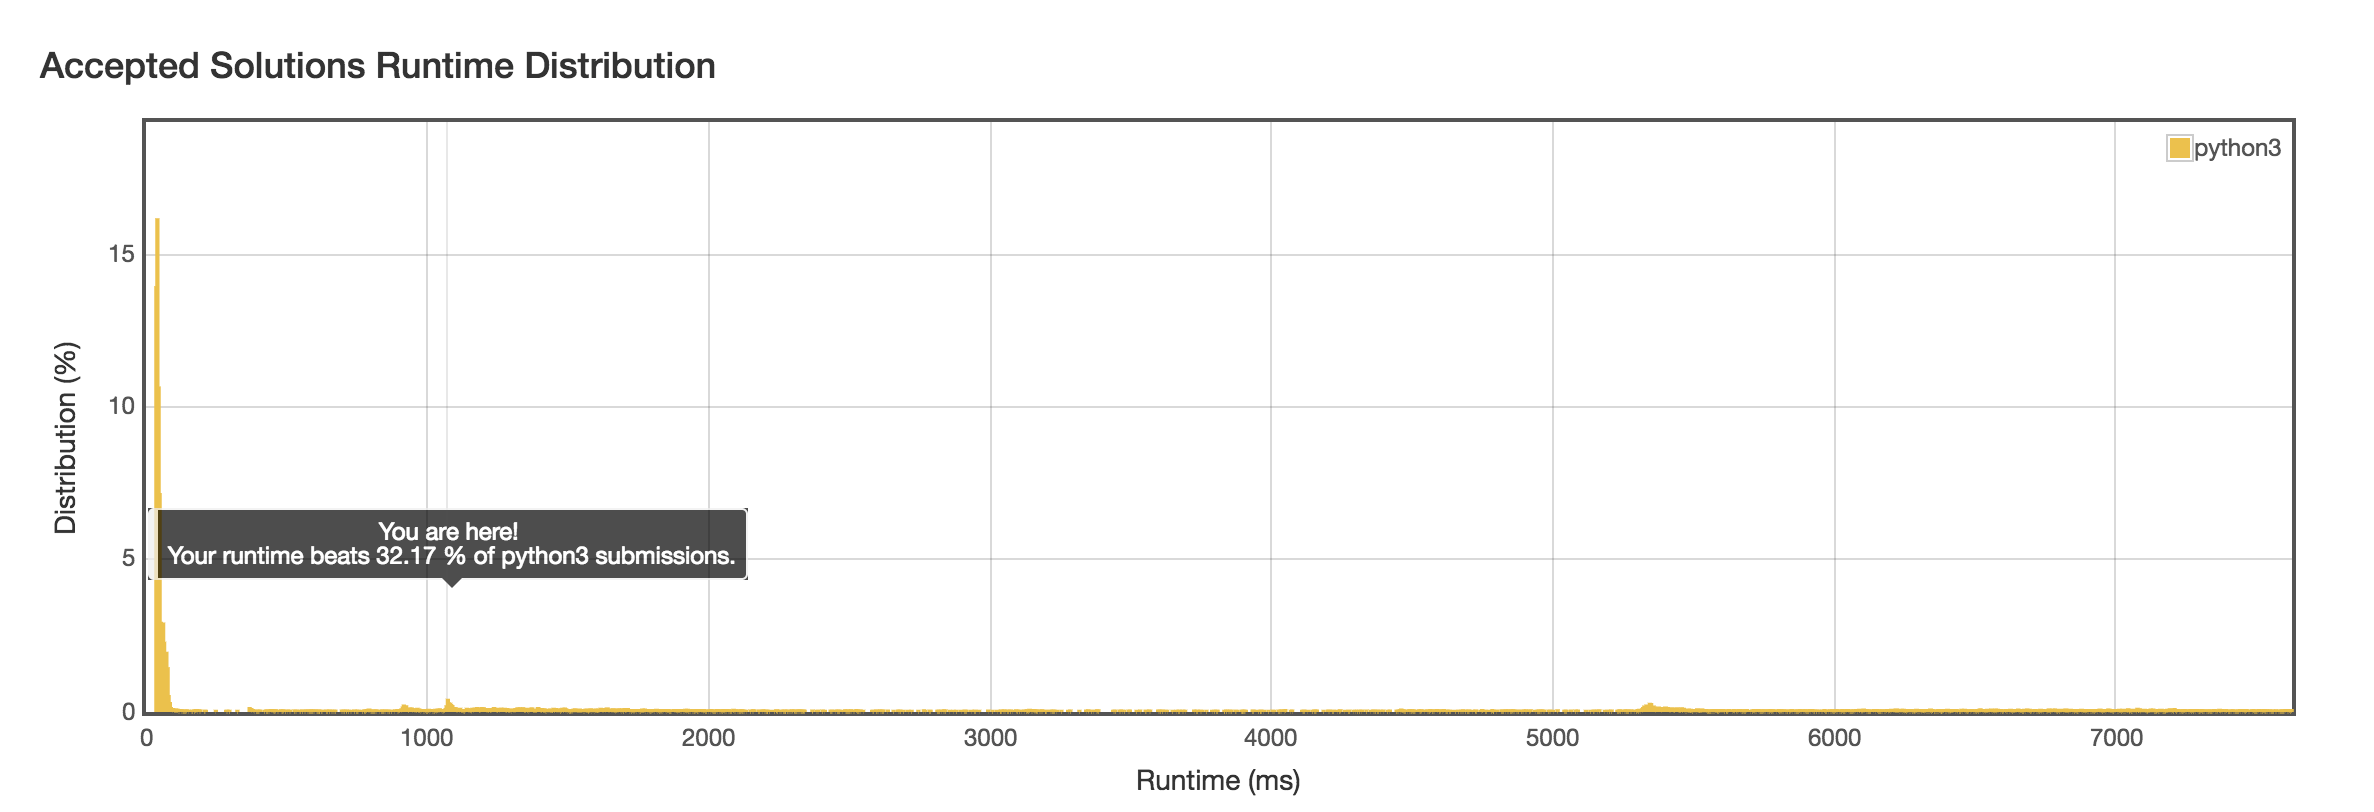 Accepted Solutions Runtime Distribution
python3
Distribution (%)
15
10
5
0
You are here!
Your runtime beats 32.17 % of python3 submissions.
0 1000 2000 3000 4000 5000 6000 7000
Runtime (ms)